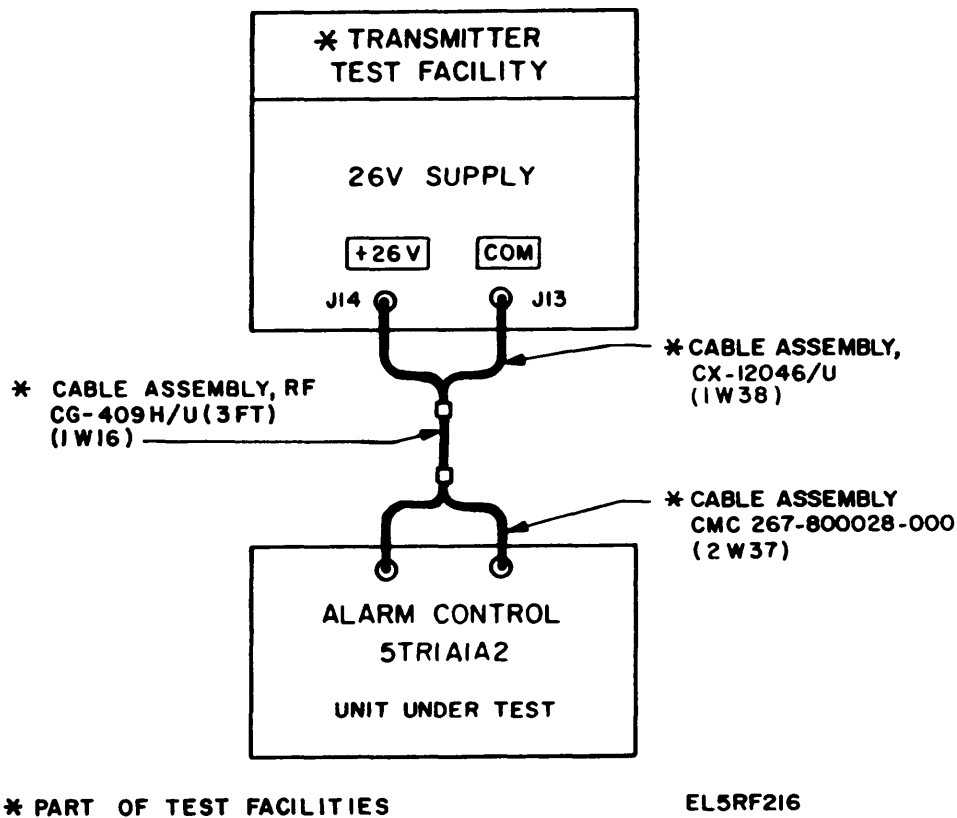 * TRANSMITTER
TEST FACILITY
26V SUPPLY
+26V
COM
J14
J13
* CABLE ASSEMBLY,
CX-12046/U
(1W38)
* CABLE ASSEMBLY, RF
CG-409H/U(3FT)
(1W16)
* CABLE ASSEMBLY
CMC 267-800028-000
(2W37)
ALARM CONTROL
5TR1A1A2
UNIT UNDER TEST
* PART OF TEST FACILITIES
EL5RF216